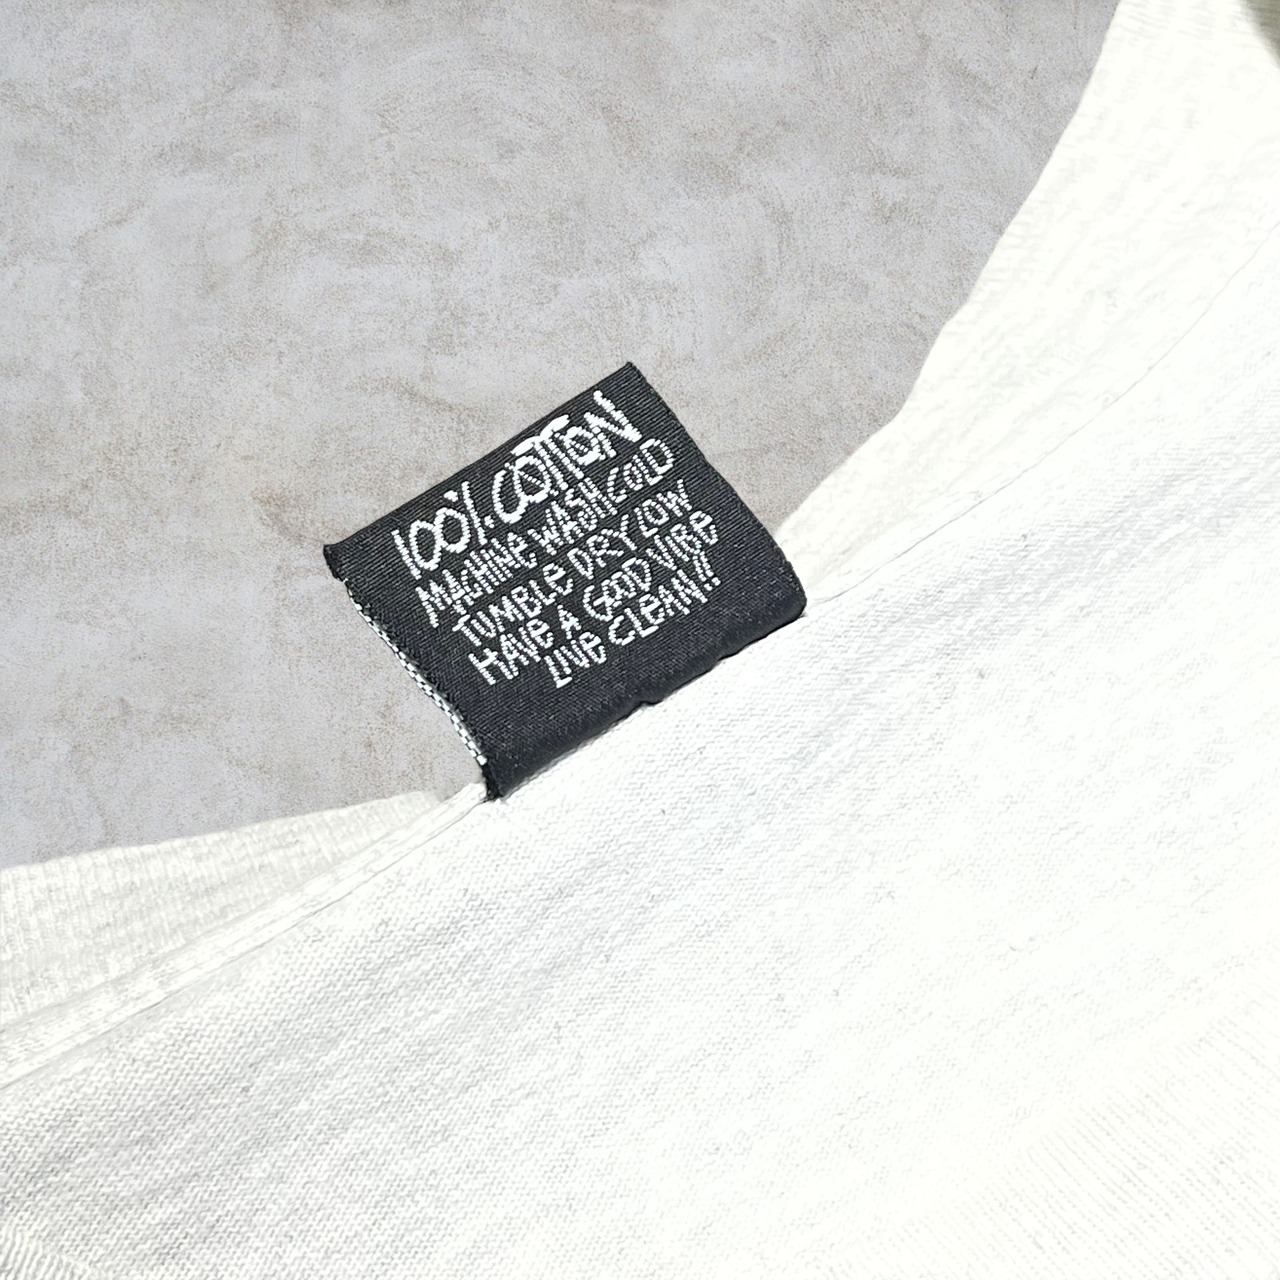 100% COTTON
MACHINE WASH COLD
TUMBLE DRY LOW
HAVE A GOOD VIBE
LIVE CLEAN!!